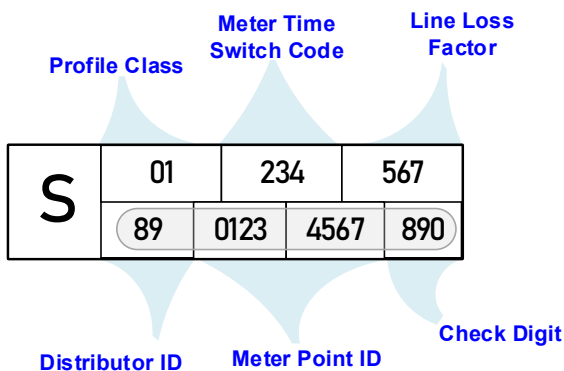 Meter Time
Switch Code
Line Loss
Factor
Profile Class
S
01 234 567
89 0123 4567 890
Distributor ID
Meter Point ID
Check Digit